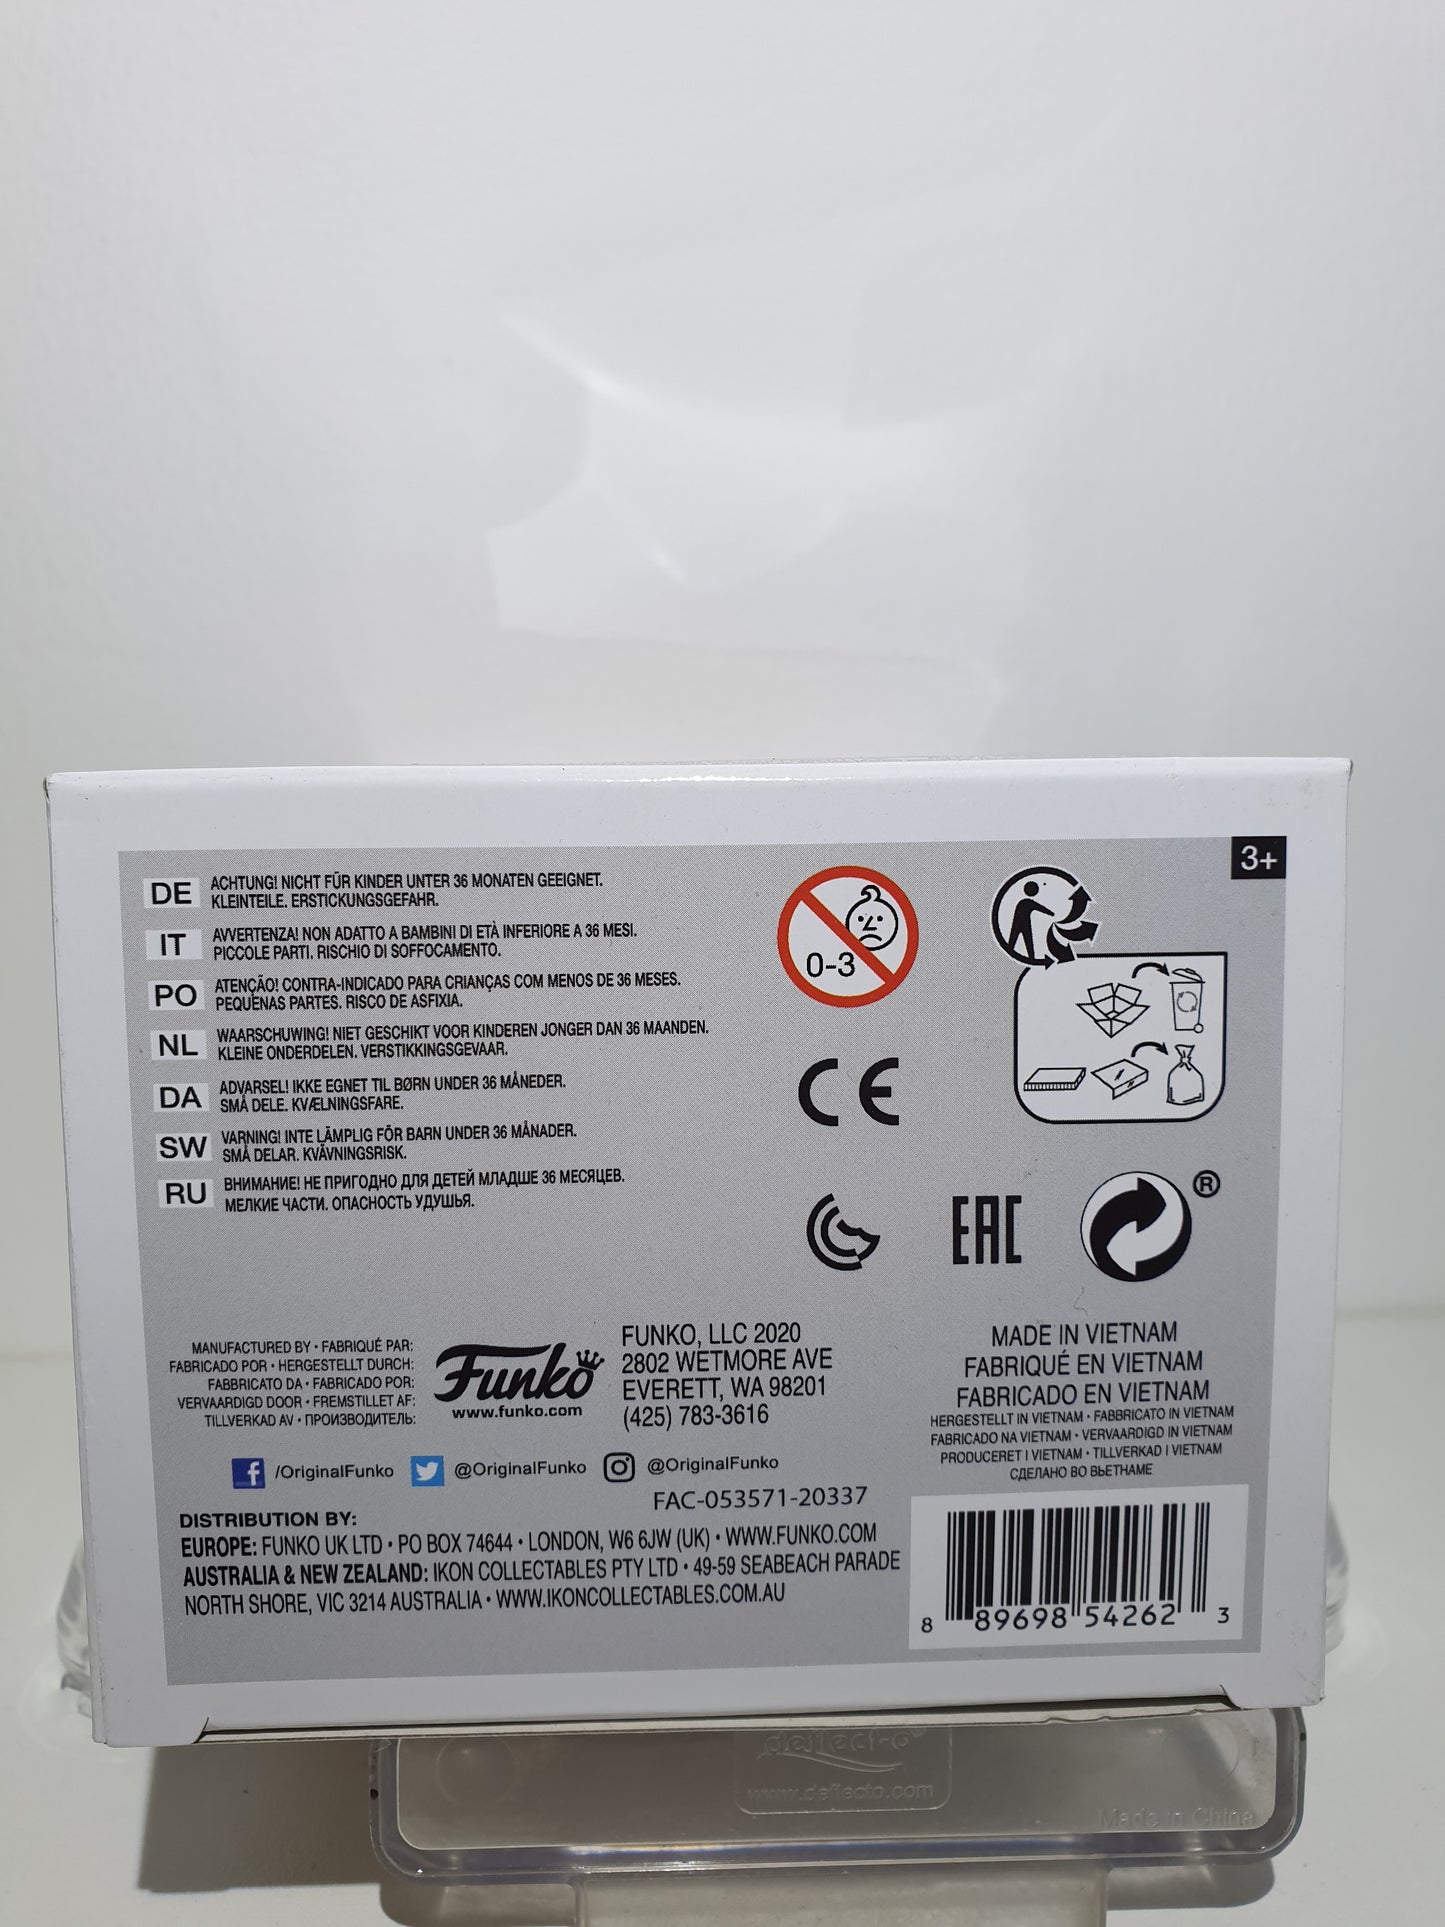 3+
DE ACHTUNG! NICHT FÜR KINDER UNTER 36 MONATEN GEEIGNET.
KLEINTEILE. ERSTICKUNGSGEFAHR.
IT AVVERTENZA! NON ADATTO A BAMBINI DI ETÀ INFERIORE A 36 MESI.
PICCOLE PARTI. RISCHIO DI SOFFOCAMENTO.
PO ATENÇÃO! CONTRA-INDICADO PARA CRIANÇAS COM MENOS DE 36 MESES.
PEQUENAS PARTES. RISCO DE ASFIXIA.
NL WAARSCHUWING! NIET GESCHIKT VOOR KINDEREN JONGER DAN 36 MAANDEN.
KLEINE ONDERDELEN. VERSTIKKINGSGEVAAR.
DA ADVARSEL! IKKE EGNET TIL BØRN UNDER 36 MÅNEDER.
SMÅ DELE. KVÆLNINGSFARE.
SW VARNING! INTE LÄMPLIG FÖR BARN UNDER 36 MÅNADER.
SMÅ DELAR. KVÄVNINGSRISK.
RU ВНИМАНИЕ! НЕ ПРИГОДНО ДЛЯ ДЕТЕЙ МЛАДШЕ 36 МЕСЯЦЕВ.
МЕЛКИЕ ЧАСТИ. ОПАСНОСТЬ УДУШЬЯ.
0-3
CE
EAC
®
MANUFACTURED BY • FABRIQUÉ PAR:
FABRICADO POR • HERGESTELLT DURCH:
FABBRICATO DA • FABRICADO POR:
VERVAARDIGD DOOR • FREMSTILLET AF:
TILLVERKAD AV • ПРОИЗВОДИТЕЛЬ:
Funko
www.funko.com
FUNKO, LLC 2020
2802 WETMORE AVE
EVERETT, WA 98201
(425) 783-3616
MADE IN VIETNAM
FABRIQUÉ EN VIETNAM
FABRICADO EN VIETNAM
HERGESTELLT IN VIETNAM • FABBRICATO IN VIETNAM
FABRICADO NA VIETNAM • VERVAARDIGD IN VIETNAM
PRODUCERET I VIETNAM • TILLVERKAD I VIETNAM
СДЕЛАНО ВО ВЬЕТНАМЕ
/OriginalFunko @OriginalFunko @OriginalFunko
FAC-053571-20337
DISTRIBUTION BY:
EUROPE: FUNKO UK LTD • PO BOX 74644 • LONDON, W6 6JW (UK) • WWW.FUNKO.COM
AUSTRALIA & NEW ZEALAND: IKON COLLECTABLES PTY LTD • 49-59 SEABEACH PARADE
NORTH SHORE, VIC 3214 AUSTRALIA • WWW.IKONCOLLECTABLES.COM.AU
8 89698 54262 3
deflect-o
www.deflecto.com
Made in China